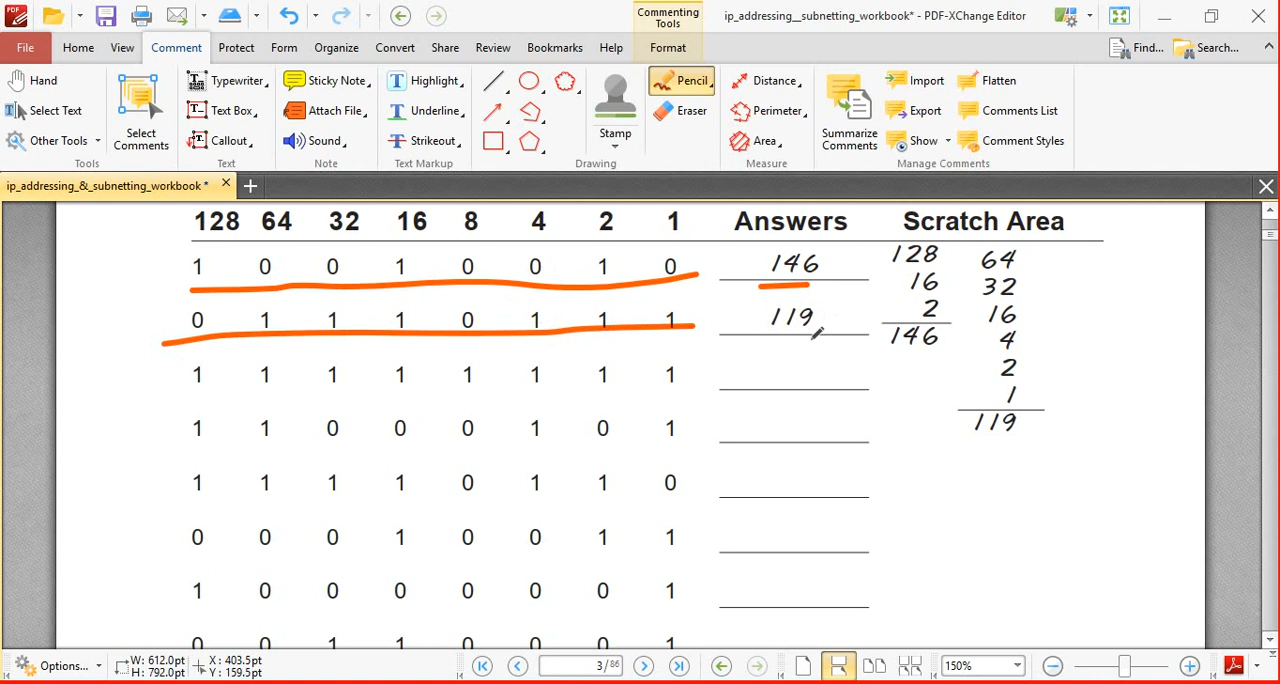 Commenting Tools
ip_addressing__subnetting_workbook* - PDF-XChange Editor
File Home View Comment Protect Form Organize Convert Share Review Bookmarks Help Format Find... Search...
Hand Typewriter Sticky Note Highlight Pencil Distance Import Flatten
Select Text Text Box Attach File Underline Eraser Perimeter Export Comments List
Other Tools Select Comments Callout Sound Strikeout Stamp Area Summarize Comments Show Comment Styles
Tools Text Note Text Markup Drawing Measure Manage Comments
ip_addressing_&_subnetting_workbook *
128 64 32 16 8 4 2 1 Answers Scratch Area
1 0 0 1 0 0 1 0 146 128 64
16 32
0 1 1 1 0 1 1 1 119 2 16
146 4
1 1 1 1 1 1 1 1 2
1
1 1 0 0 0 1 0 1 119
1 1 1 1 0 1 1 0
0 0 0 1 0 0 1 1
1 0 0 0 0 0 0 1
0 0 1 1 0 0 0 1
Options... W: 612.0pt X: 403.5pt 3 / 86 150%
H: 792.0pt Y: 159.5pt